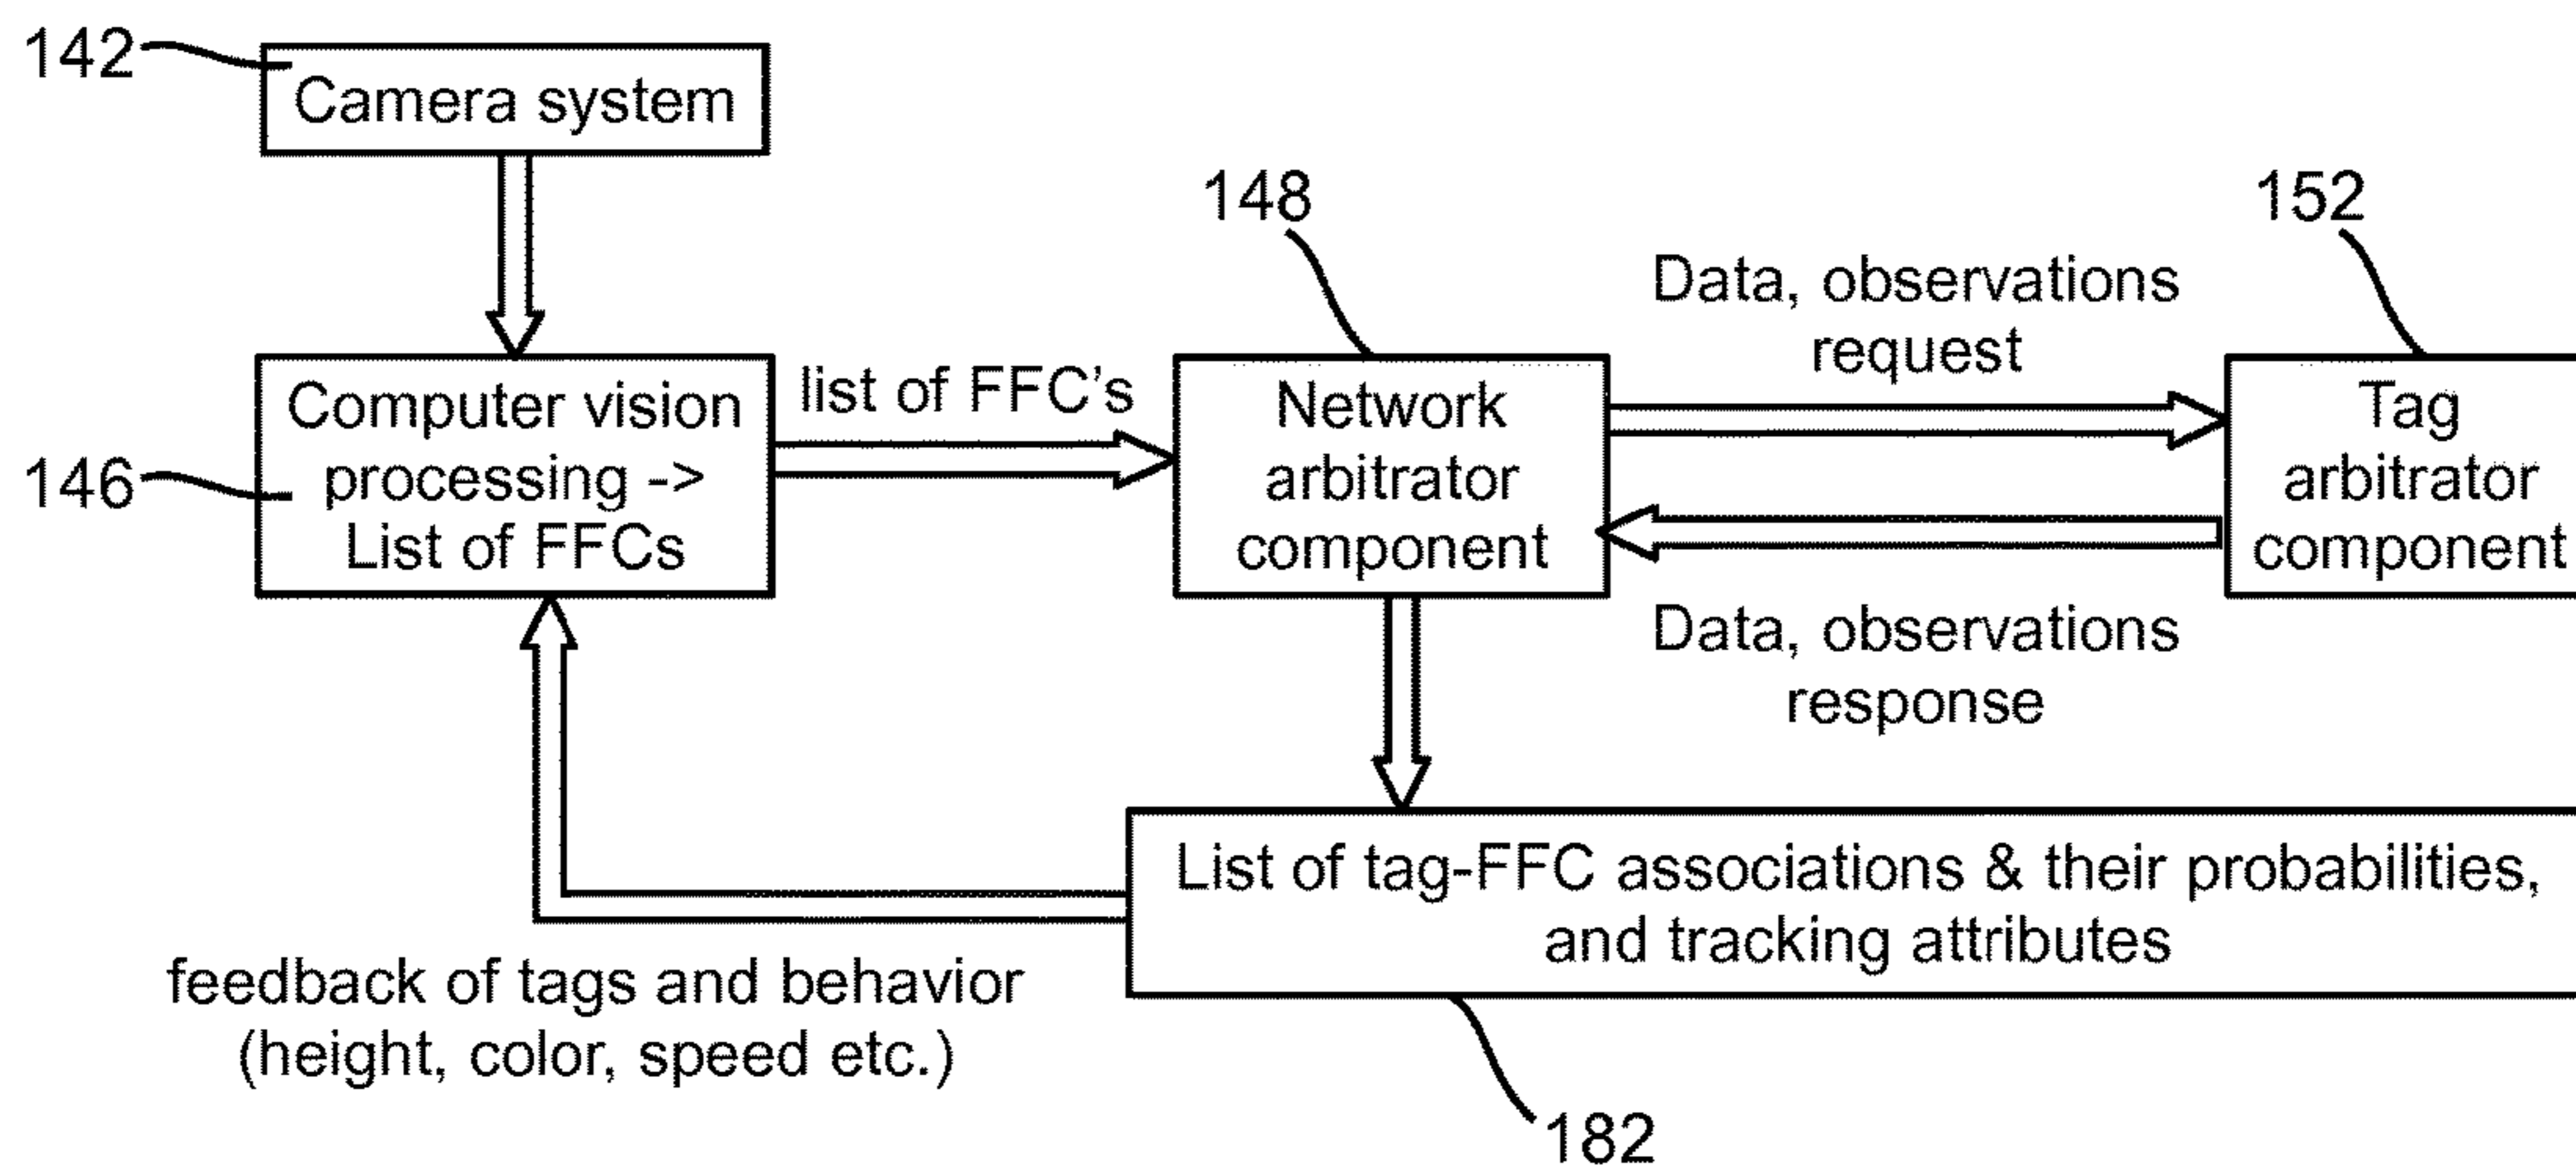 142
Camera system
148
152
Data, observations
request
146
Computer vision
processing ->
List of FFCs
list of FFC's
Network
arbitrator
component
Tag
arbitrator
component
Data, observations
response
List of tag-FFC associations & their probabilities,
and tracking attributes
feedback of tags and behavior
(height, color, speed etc.)
182